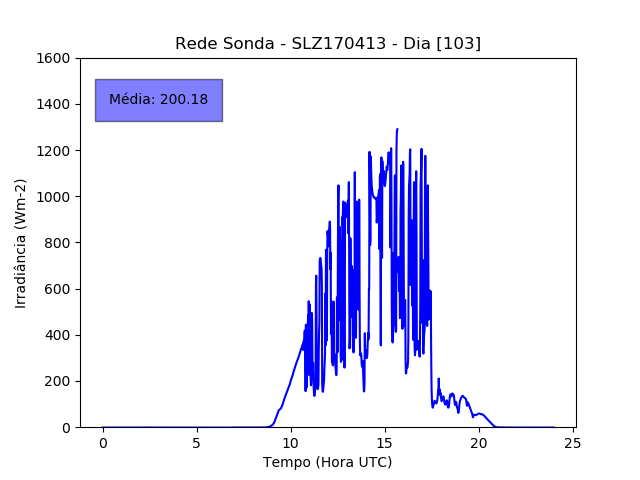 Rede Sonda - SLZ170413 - Dia [103]
Média: 200.18
1600
1400
1200
1000
800
600
400
200
0
Irradiância (Wm-2)
0 5 10 15 20 25
Tempo (Hora UTC)